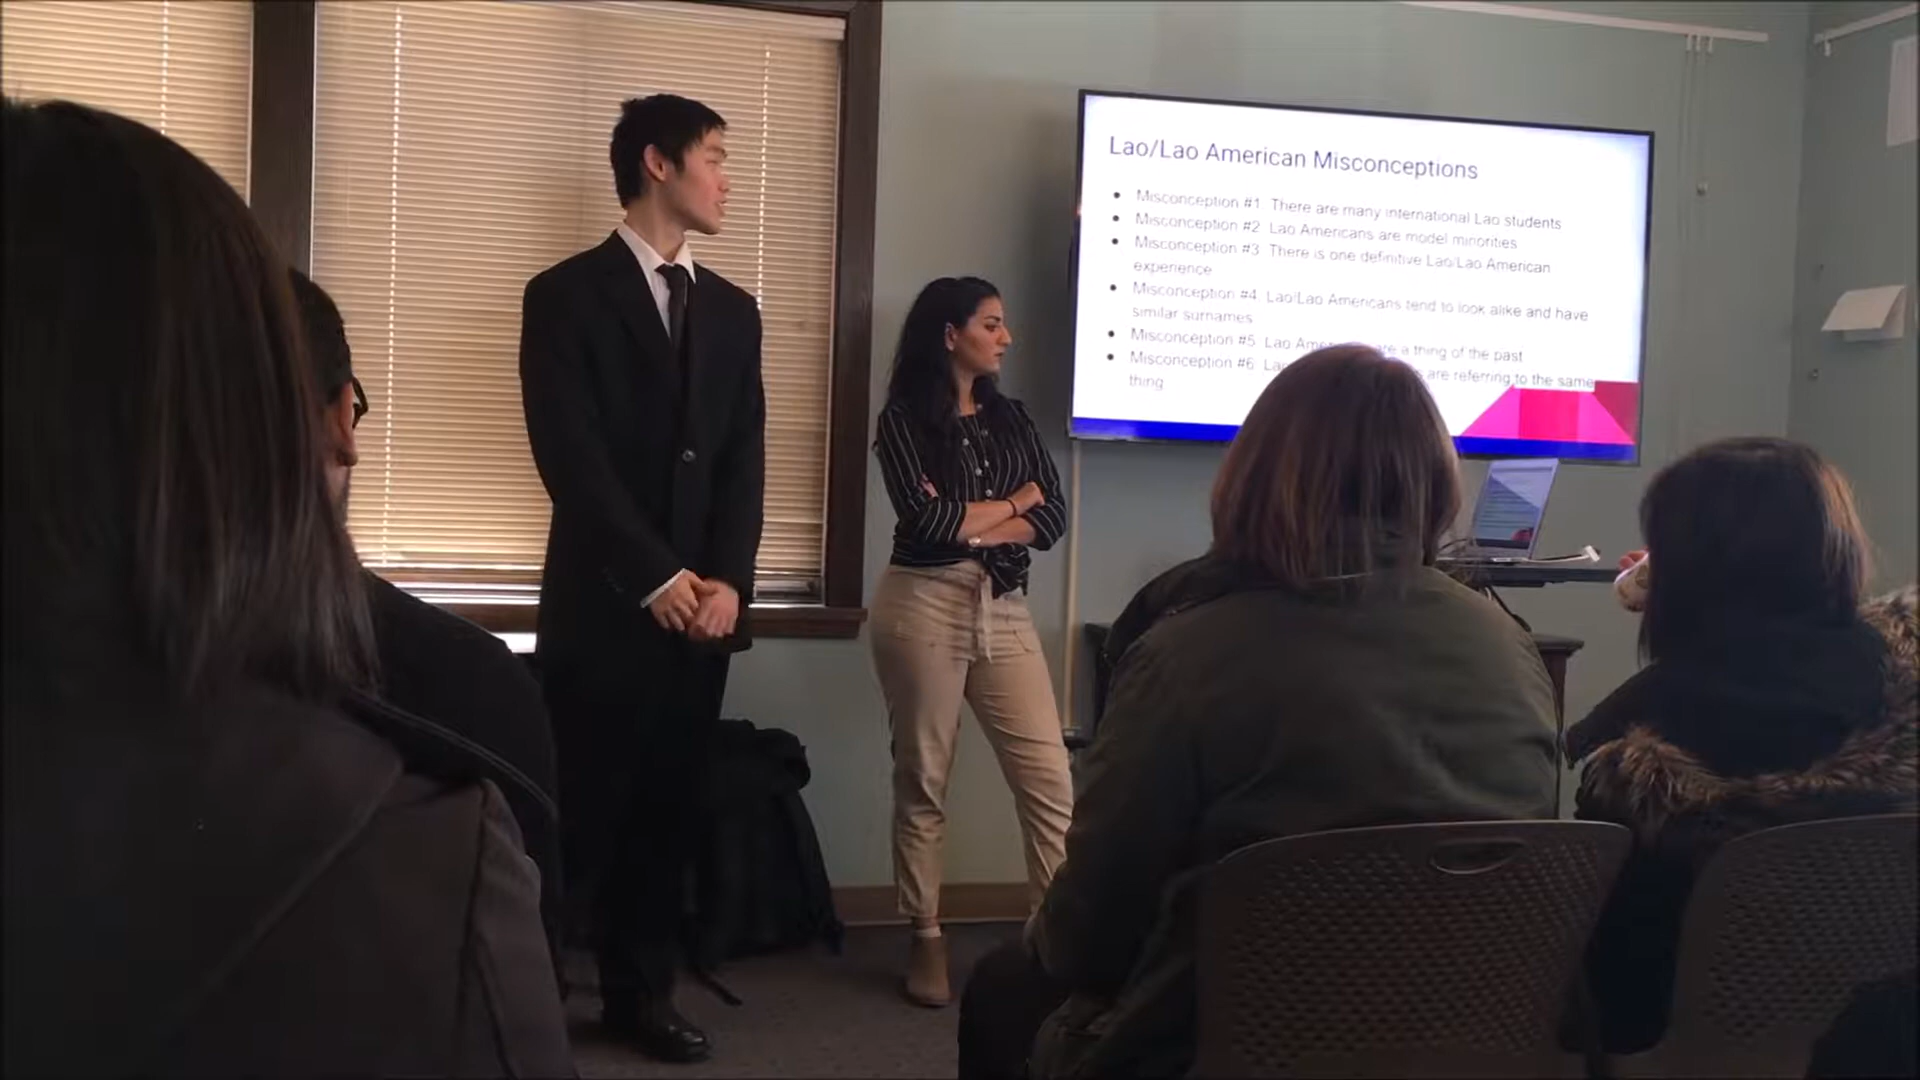 Lao/Lao American Misconceptions
Misconception #1 There are many international Lao students
Misconception #2 Lao Americans are model minorities
Misconception #3 There is one definitive Lao/Lao American
experience
Misconception #4 Lao/Lao Americans tend to look alike and have
similar surnames
Misconception #5 Lao are a thing of the past
Misconception #6 are referring to the same
thing